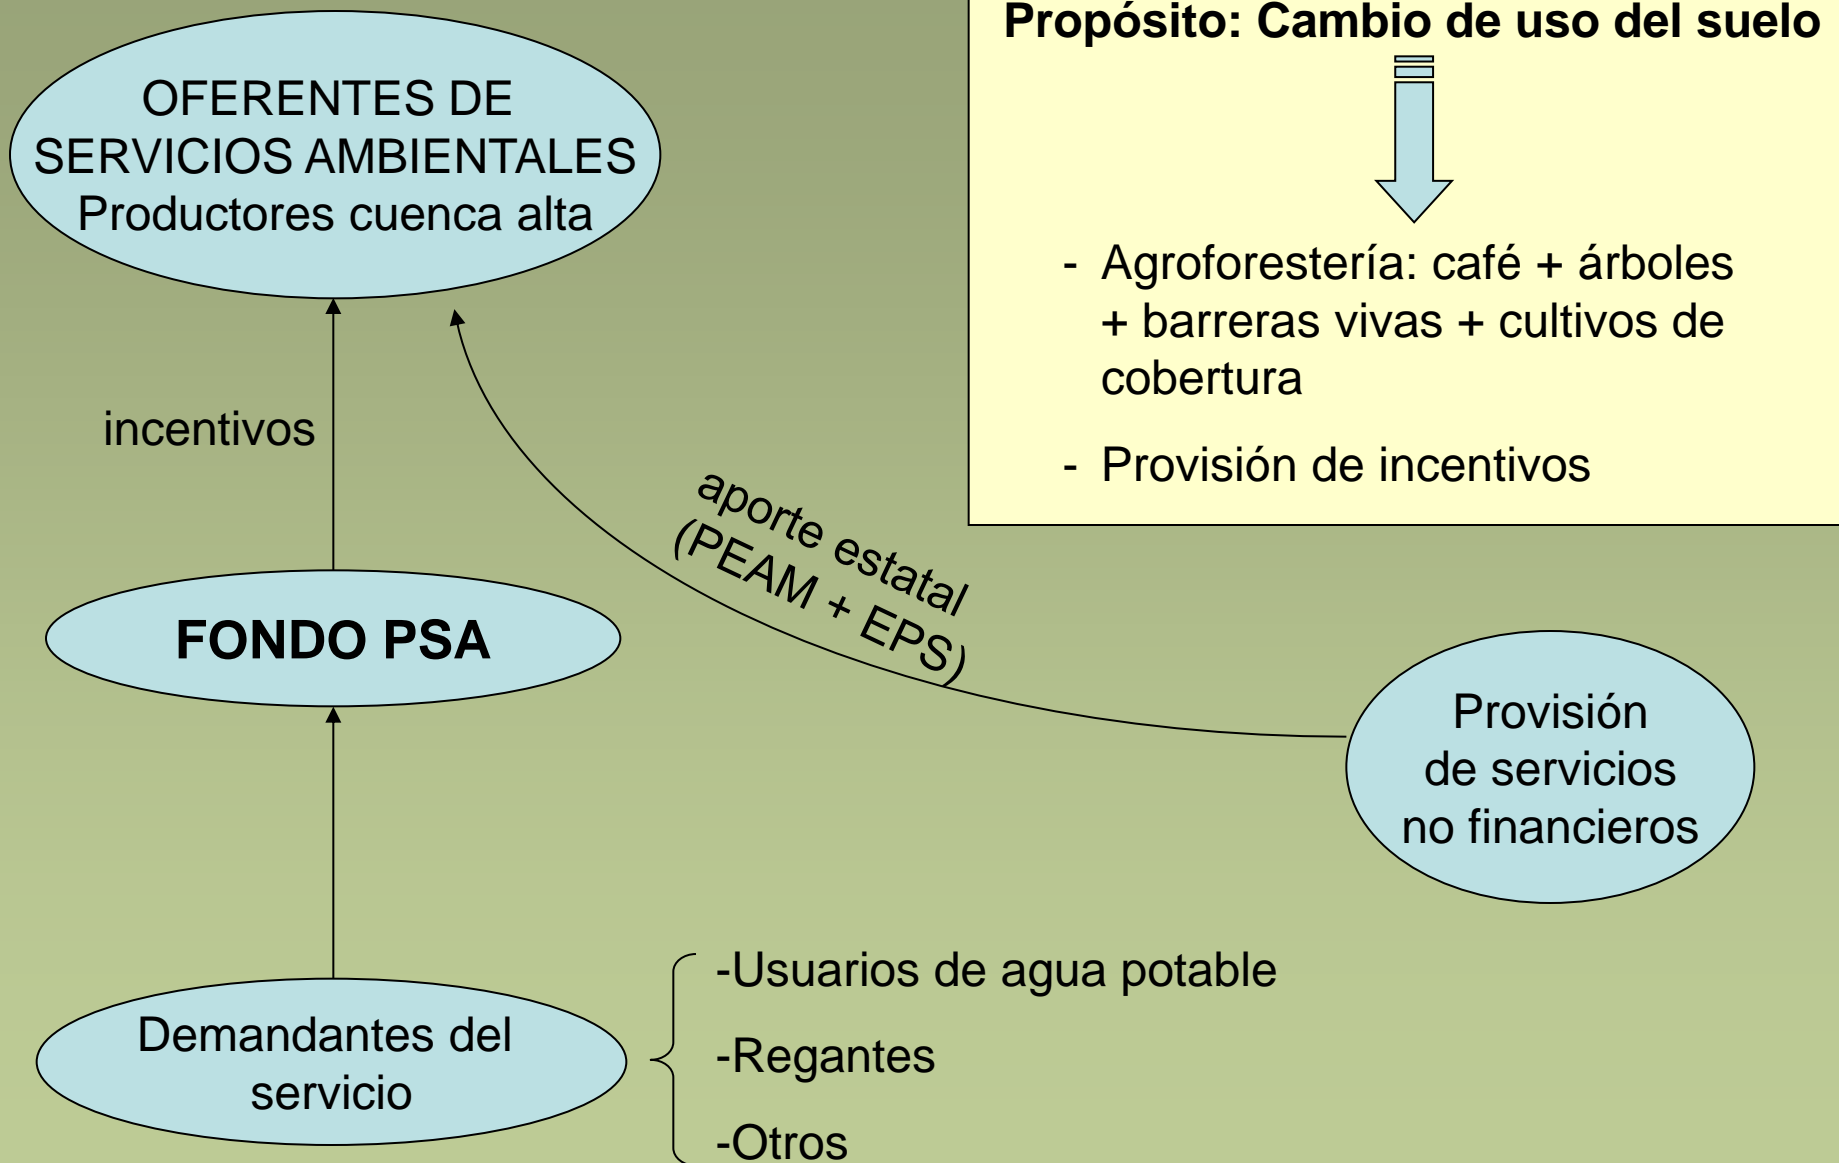 Propósito: Cambio de uso del suelo
OFERENTES DE
SERVICIOS AMBIENTALES
Productores cuenca alta
- Agroforestería: café + árboles
+ barreras vivas + cultivos de
cobertura
- Provisión de incentivos
incentivos
aporte estatal
(PEAM + EPS)
FONDO PSA
Provisión
de servicios
no financieros
Demandantes del
servicio
-Usuarios de agua potable
-Regantes
-Otros